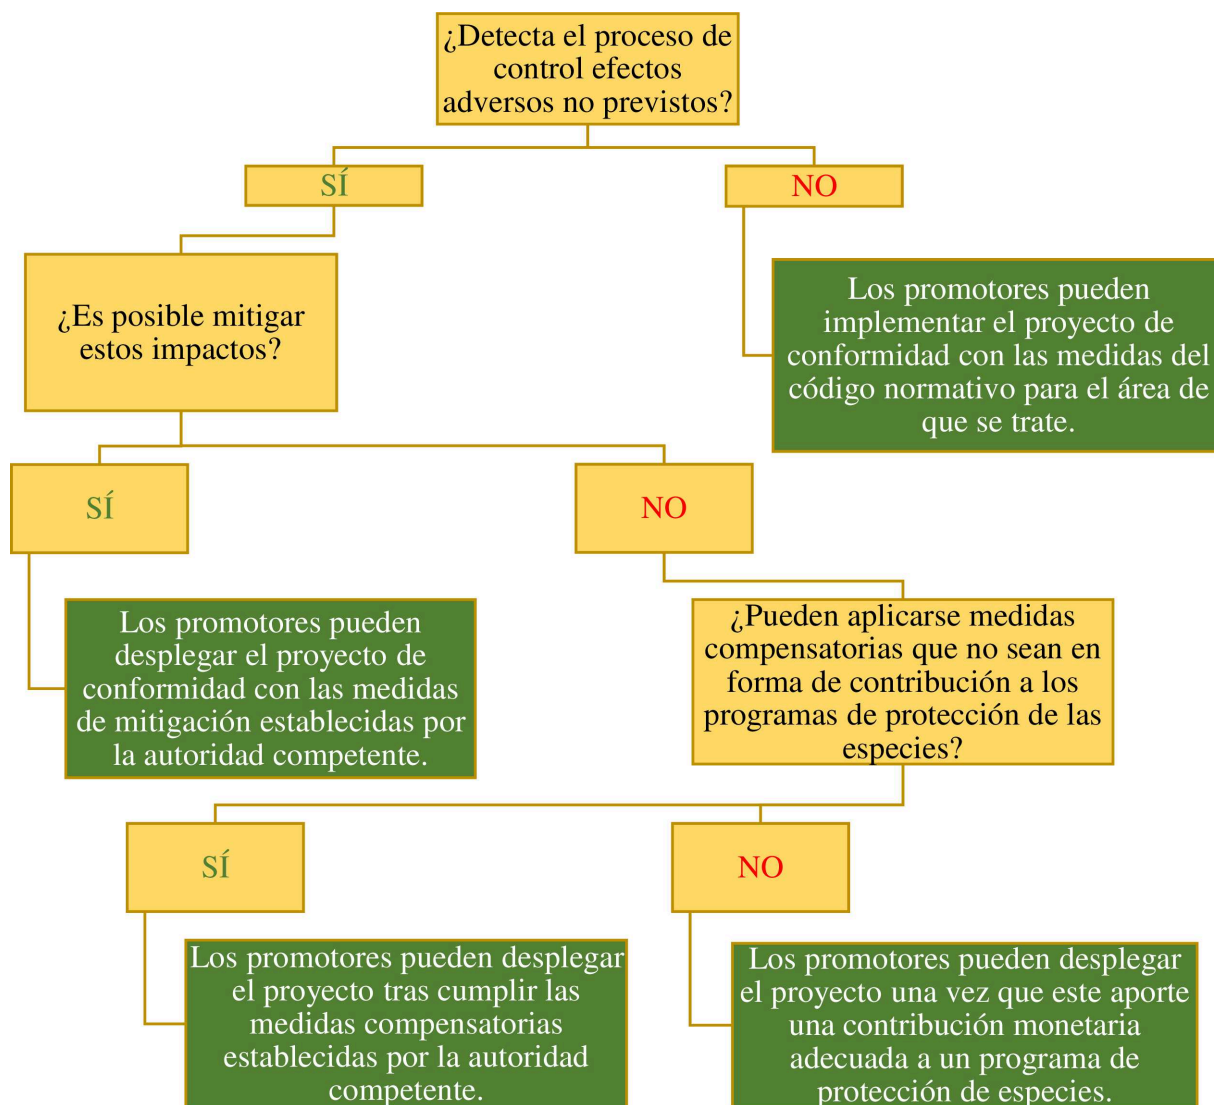 ¿Detecta el proceso de
control efectos
adversos no previstos?
SÍ
NO
¿Es posible mitigar
estos impactos?
Los promotores pueden
implementar el proyecto de
conformidad con las medidas del
código normativo para el área de
que se trate.
SÍ
NO
Los promotores pueden
desplegar el proyecto de
conformidad con las medidas
de mitigación establecidas por
la autoridad competente.
¿Pueden aplicarse medidas
compensatorias que no sean en
forma de contribución a los
programas de protección de las
especies?
SÍ
NO
Los promotores pueden desplegar
el proyecto tras cumplir las
medidas compensatorias
establecidas por la autoridad
competente.
Los promotores pueden desplegar
el proyecto una vez que este aporte
una contribución monetaria
adecuada a un programa de
protección de especies.